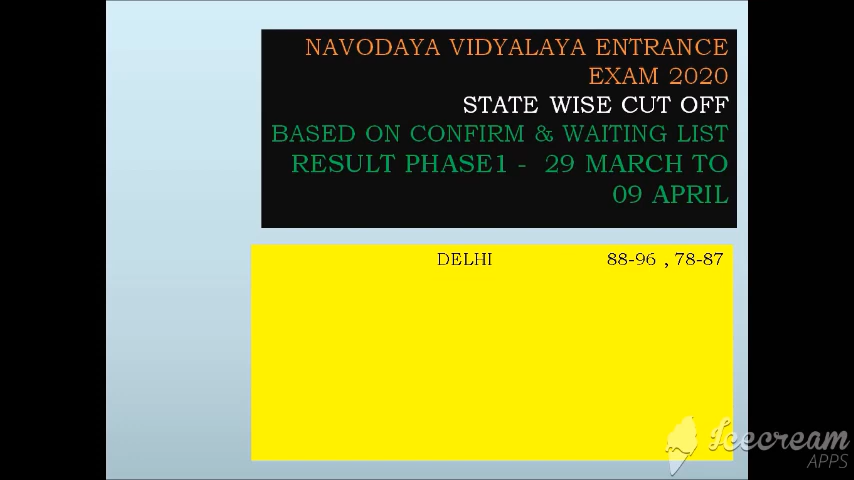 NAVODAYA VIDYALAYA ENTRANCE
EXAM 2020
STATE WISE CUT OFF
BASED ON CONFIRM & WAITING LIST
RESULT PHASE1 - 29 MARCH TO
09 APRIL
DELHI 88-96 , 78-87
Icecream
APPS